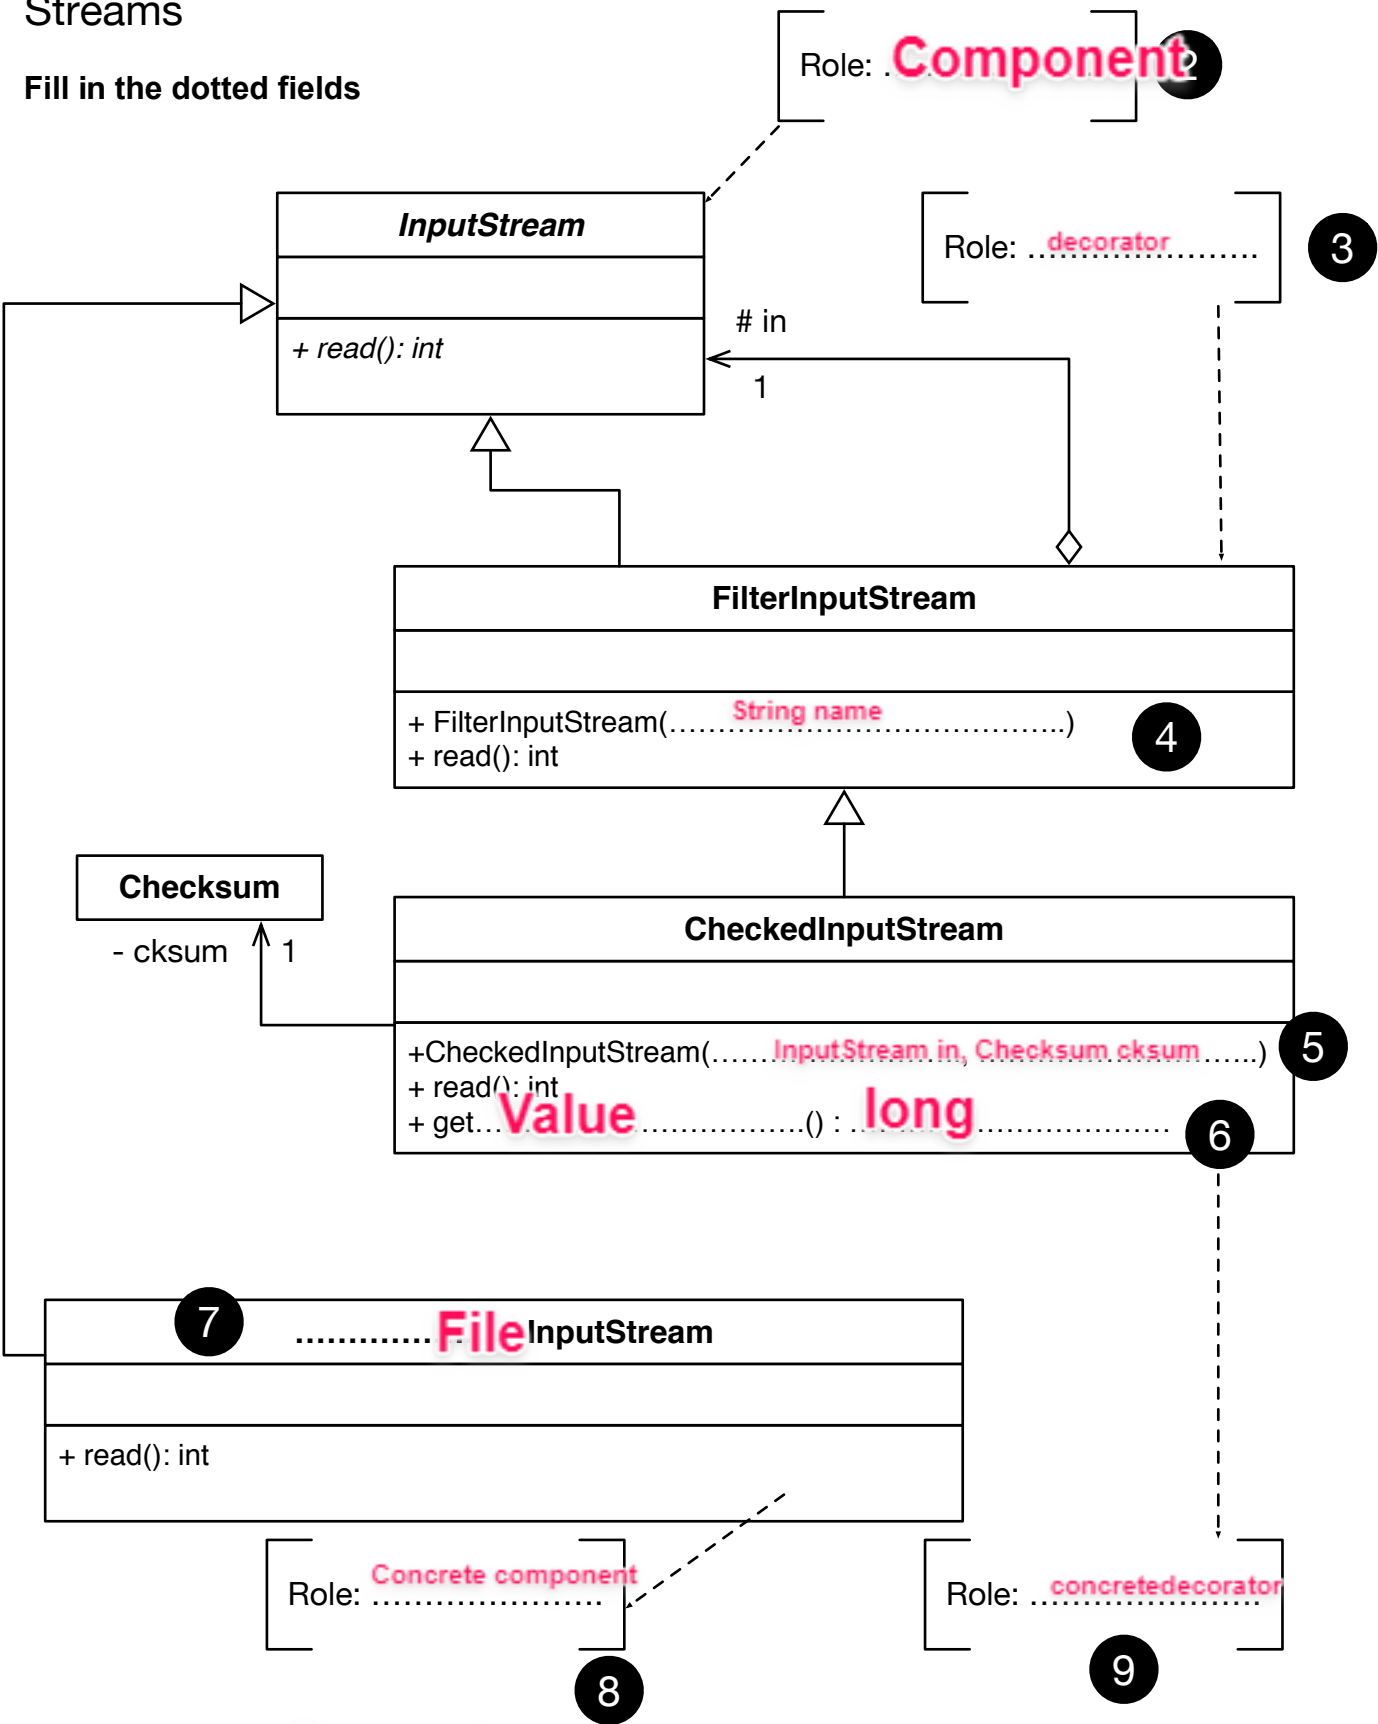 Streams
Fill in the dotted fields
Role: . Component 2
InputStream
+ read(): int
Role: decorator
3
# in
1
FilterInputStream
+ FilterInputStream(String name)
+ read(): int
4
Checksum
- cksum 1
CheckedInputStream
+CheckedInputStream(InputStream in, Checksum cksum)
5
+ read(): int
+ get Value () : long
6
7
File InputStream
+ read(): int
Role: Concrete component
8
Role: concretedecorator
9